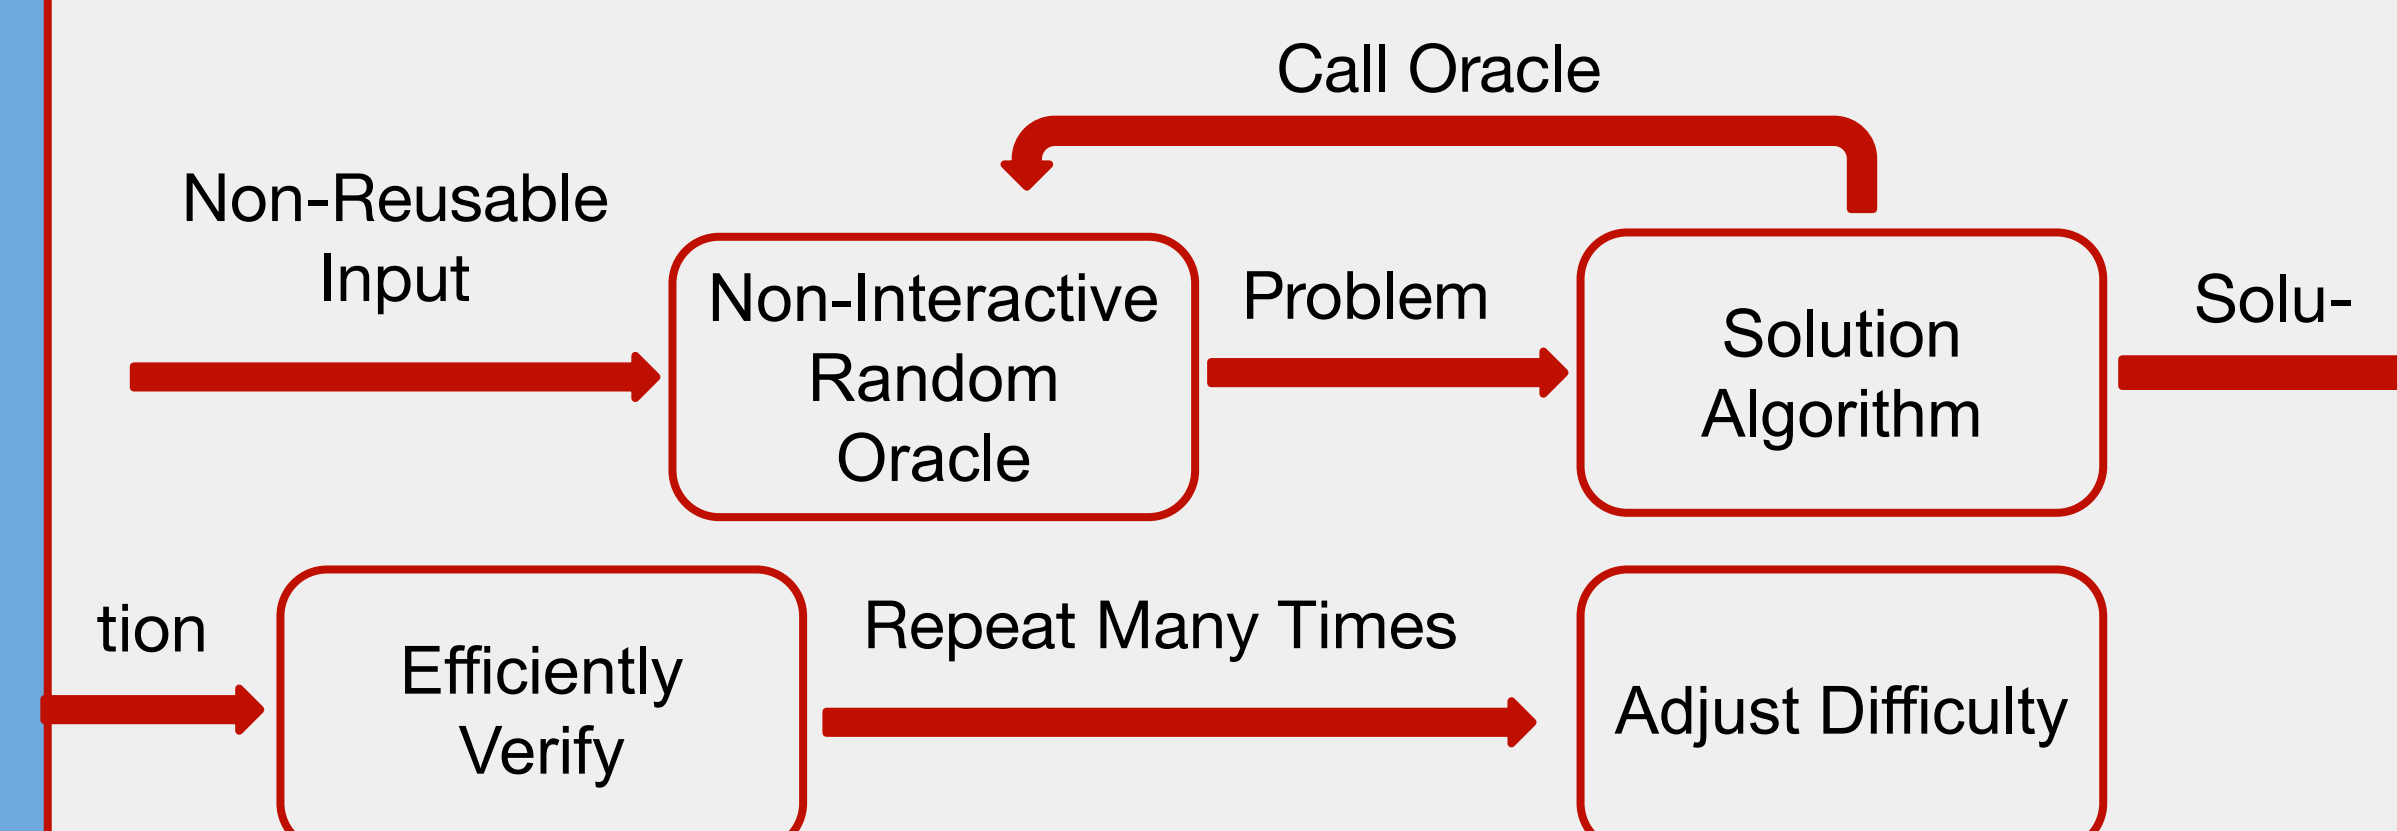 Call Oracle
Non-Reusable
Input
Non-Interactive
Random
Oracle
Problem
Solution
Algorithm
Solu-
tion
Efficiently
Verify
Repeat Many Times
Adjust Difficulty